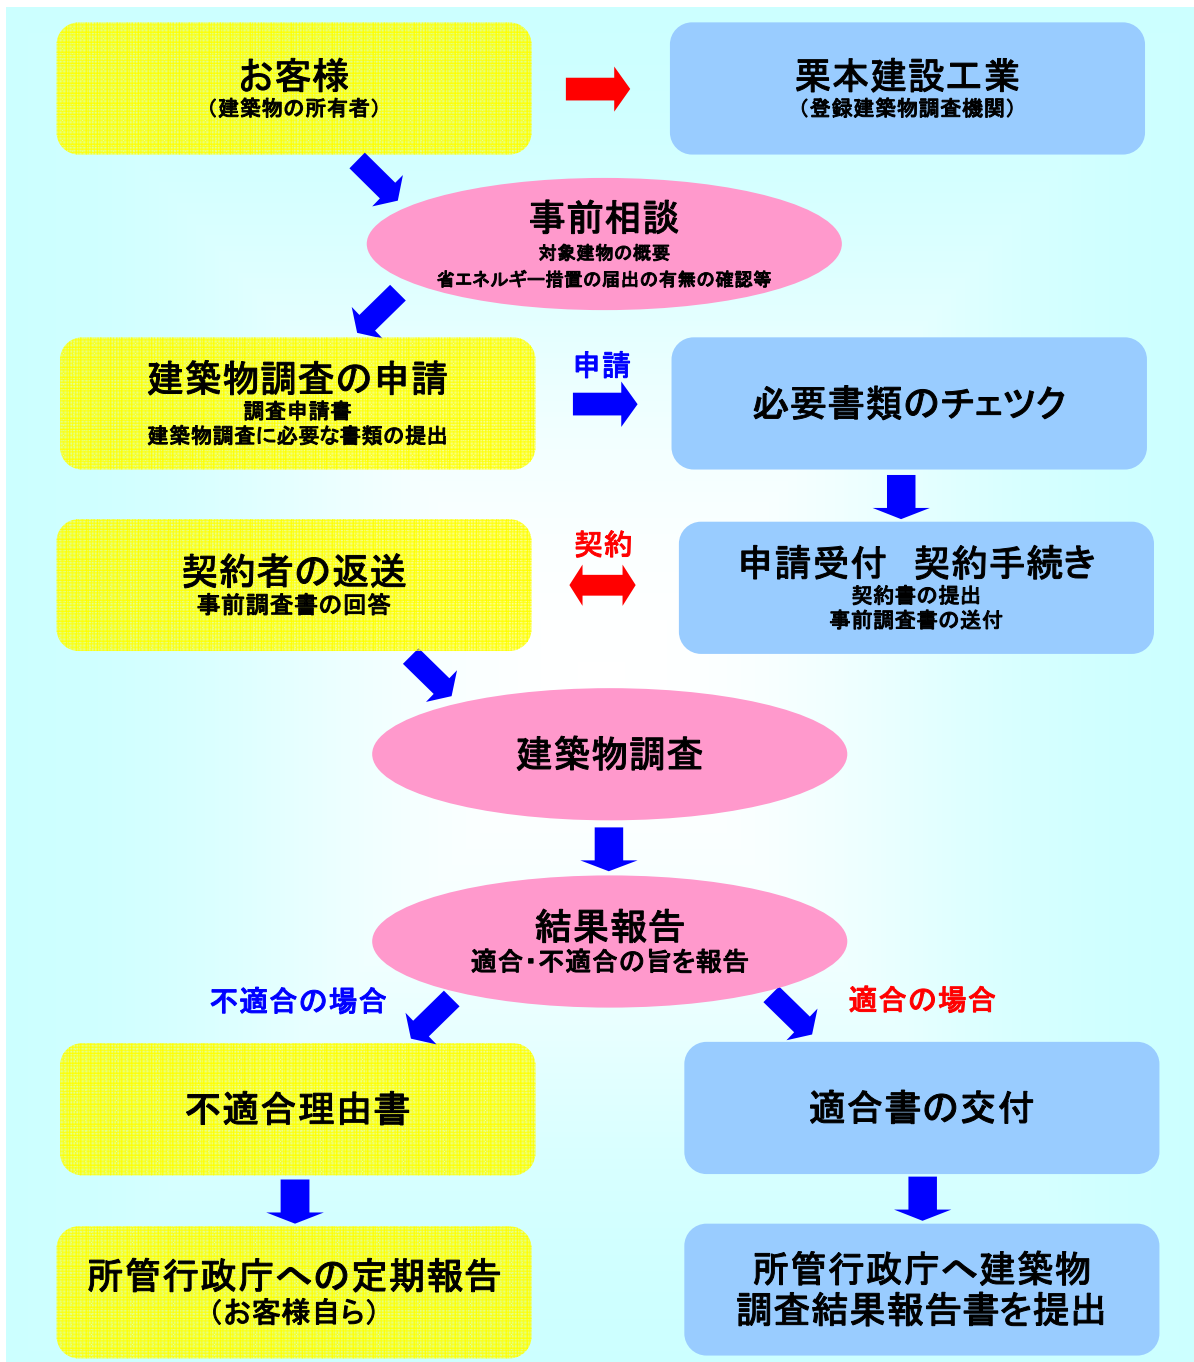 お客様
（建築物の所有者）
栗本建設工業
（登録建築物調査機関）
事前相談
対象建物の概要
省エネルギー措置の届出の有無の確認等
建築物調査の申請
調査申請書
建築物調査に必要な書類の提出
申請
必要書類のチェツク
契約者の返送
事前調査書の回答
契約
申請受付　契約手続き
契約書の提出
事前調査書の送付
建築物調査
結果報告
適合・不適合の旨を報告
不適合の場合
適合の場合
不適合理由書
適合書の交付
所管行政庁への定期報告
（お客様自ら）
所管行政庁へ建築物
調査結果報告書を提出